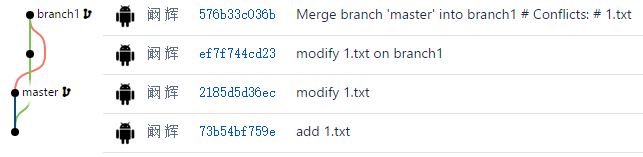 branch1 阚 辉 576b33c036b Merge branch 'master' into branch1 # Conflicts: # 1.txt
阚 辉 ef7f744cd23 modify 1.txt on branch1
master 阚 辉 2185d5d36ec modify 1.txt
阚 辉 73b54bf759e add 1.txt